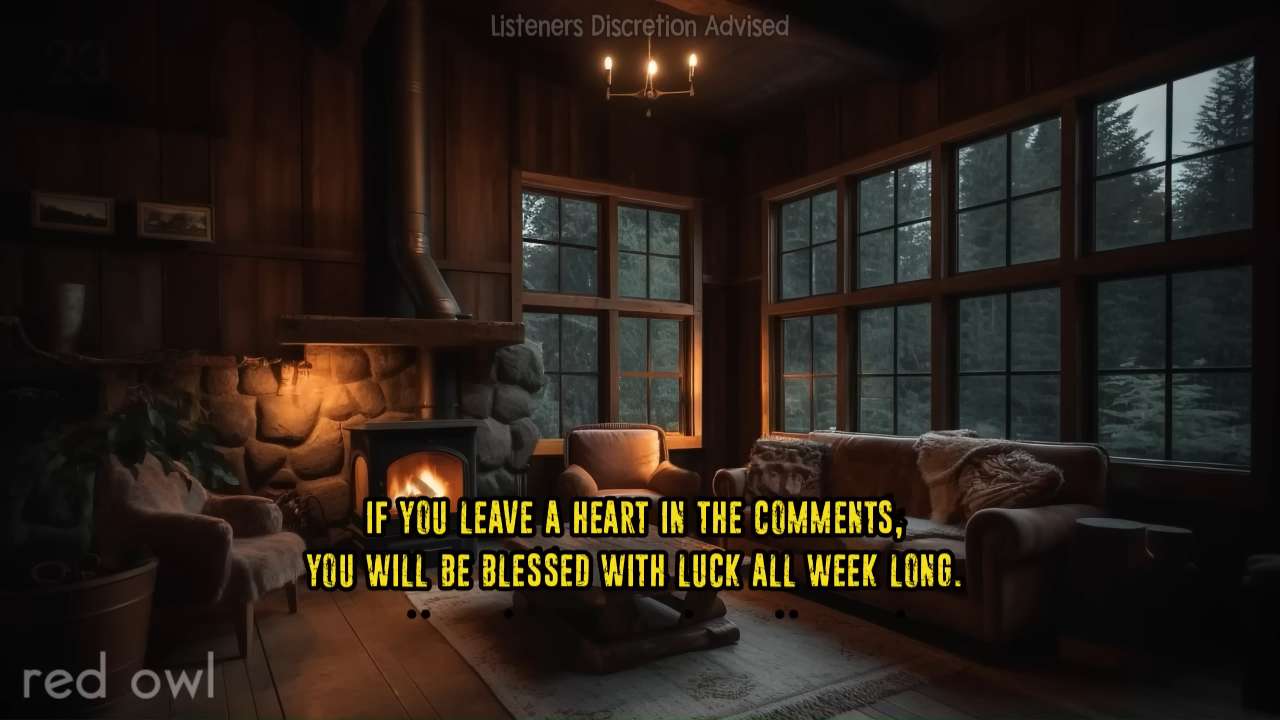 Listeners Discretion Advised
23
IF YOU LEAVE A HEART IN THE COMMENTS,
YOU WILL BE BLESSED WITH LUCK ALL WEEK LONG.
red owl